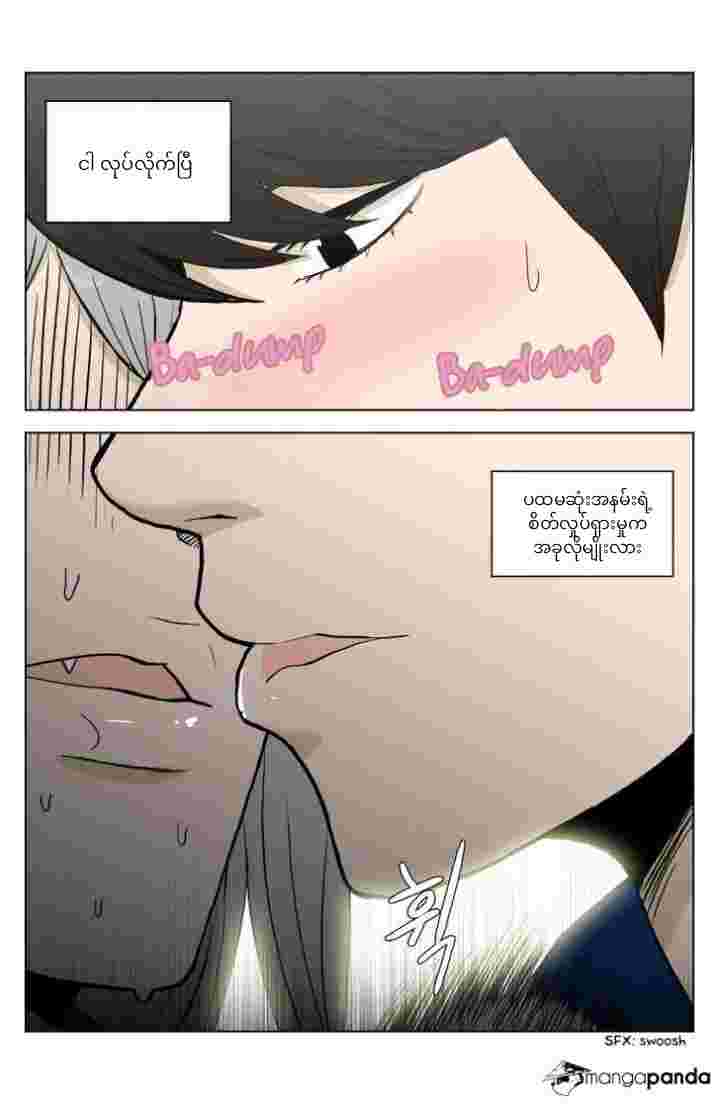 ငါ လုပ်လိုက်ပြီ
Ba-dump
Ba-dump
ပထမဆုံးအနမ်းရဲ့
စိတ်လှုပ်ရှားမှုက
အခုလိုမျိုးလား
휙
SFX: swoosh
mangapanda